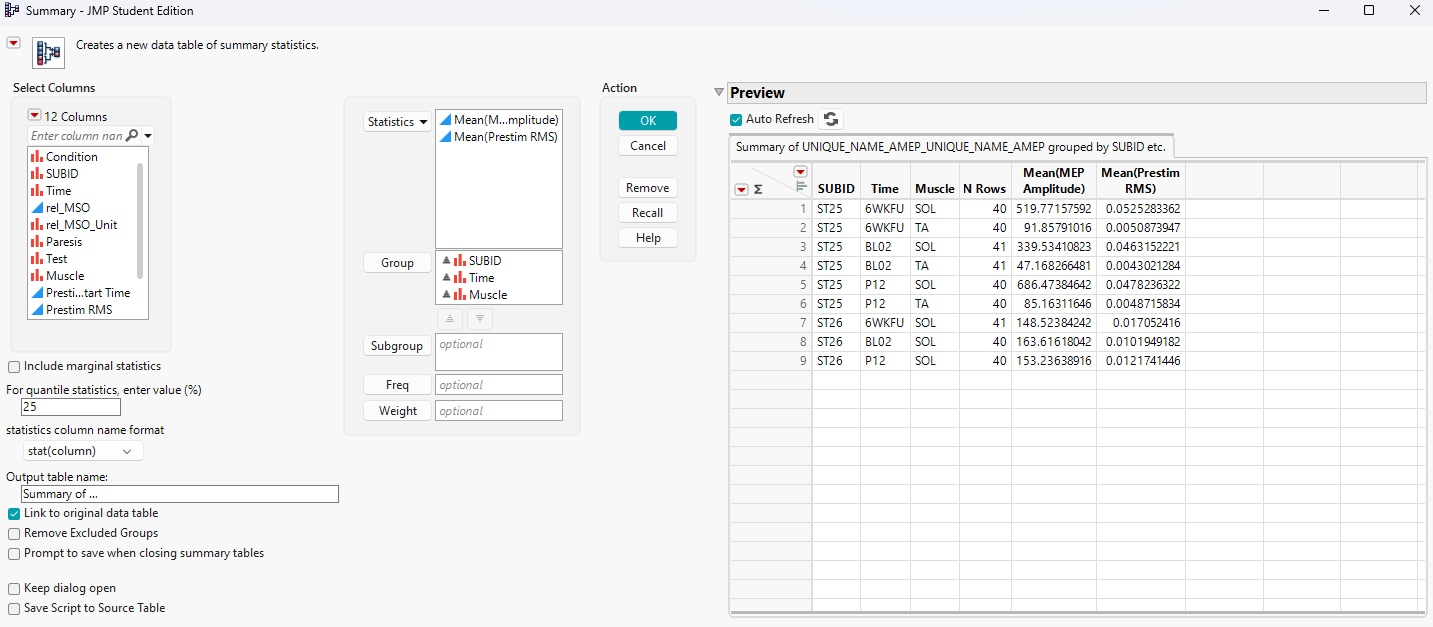 Summary - JMP Student Edition
Creates a new data table of summary statistics.
Select Columns
12 Columns
Enter column nan
Condition
SUBID
Time
rel_MSO
rel_MSO_Unit
Paresis
Test
Muscle
Presti...tart Time
Prestim RMS
Include marginal statistics
For quantile statistics, enter value (%)
25
statistics column name format
stat(column)
Output table name:
Summary of ...
Link to original data table
Remove Excluded Groups
Prompt to save when closing summary tables
Keep dialog open
Save Script to Source Table
Statistics
Mean(M...mplitude)
Mean(Prestim RMS)
Group
SUBID
Time
Muscle
Subgroup optional
Freq optional
Weight optional
Action
OK
Cancel
Remove
Recall
Help
Preview
Auto Refresh
Summary of UNIQUE_NAME_AMEP_UNIQUE_NAME_AMEP grouped by SUBID etc.
Σ SUBID Time Muscle N Rows Mean(MEP Amplitude) Mean(Prestim RMS)
1 ST25 6WKFU SOL 40 519.77157592 0.0525283362
2 ST25 6WKFU TA 40 91.85791016 0.0050873947
3 ST25 BL02 SOL 41 339.53410823 0.0463152221
4 ST25 BL02 TA 41 47.168266481 0.0043021284
5 ST25 P12 SOL 40 686.47384642 0.0478236322
6 ST25 P12 TA 40 85.16311646 0.0048715834
7 ST26 6WKFU SOL 41 148.52384242 0.017052416
8 ST26 BL02 SOL 40 163.61618042 0.0101949182
9 ST26 P12 SOL 40 153.23638916 0.0121741446